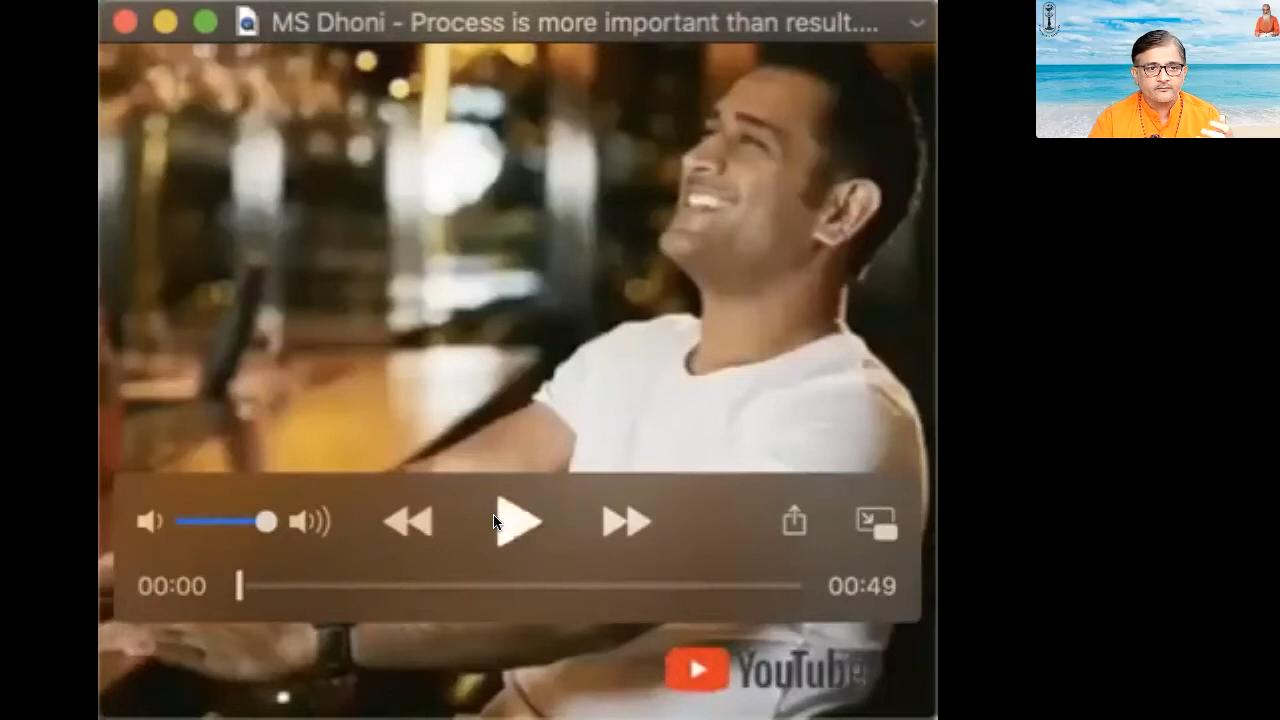 MS Dhoni - Process is more important than result....
00:00
00:49
YouTube